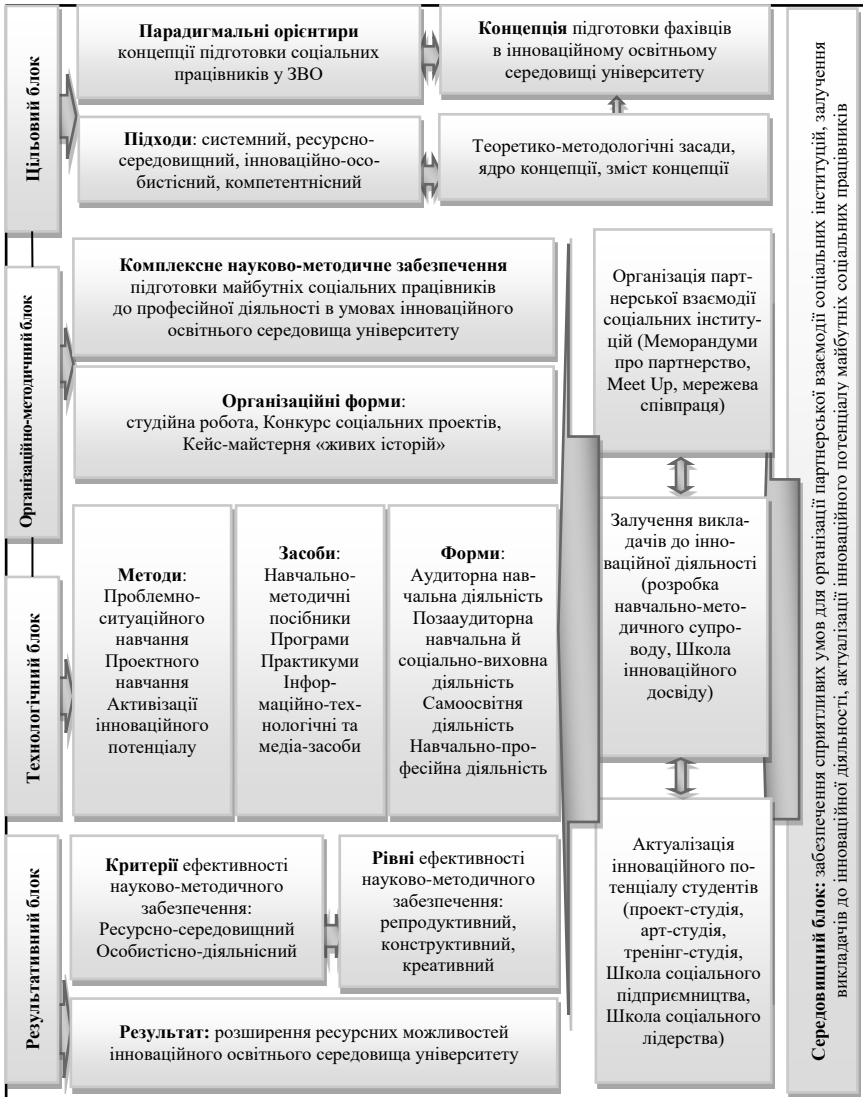 Цільовий блок
Парадигмальні орієнтири
концепції підготовки соціальних
працівників у ЗВО
Концепція підготовки фахівців
в інноваційному освітньому
середовищі університету
Підходи: системний, ресурсно-
середовищний, інноваційно-осо-
бистісний, компетентнісний
Теоретико-методологічні засади,
ядро концепції, зміст концепції
Організаційно-методичний блок
Комплексне науково-методичне забезпечення
підготовки майбутніх соціальних працівників
до професійної діяльності в умовах інноваційного
освітнього середовища університету
Організаційні форми:
студійна робота, Конкурс соціальних проектів,
Кейс-майстерня «живих історій»
Технологічний блок
Методи:
Проблемно-
ситуаційного
навчання
Проектного
навчання
Активізації
інноваційного
потенціалу
Засоби:
Навчально-
методичні
посібники
Програми
Практикуми
Інфор-
маційно-тех-
нологічні та
медіа-засоби
Форми:
Аудиторна нав-
чальна діяльність
Позааудиторна
навчальна й
соціально-виховна
діяльність
Самоосвітня
діяльність
Навчально-про-
фесійна діяльність
Результативний блок
Критерії ефективності
науково-методичного
забезпечення:
Ресурсно-середовищний
Особистісно-діяльнісний
Рівні ефективності
науково-методичного
забезпечення:
репродуктивний,
конструктивний,
креативний
Результат: розширення ресурсних можливостей
інноваційного освітнього середовища університету
Організація парт-
нерської взаємодії
соціальних інститу-
цій (Меморандуми
про партнерство,
Meet Up, мережева
співпраця)
Залучення викла-
дачів до інно-
ваційної діяльності
(розробка
навчально-мето-
дичного супро-
воду, Школа
інноваційного
досвіду)
Актуалізація
інноваційного по-
тенціалу студентів
(проект-студія,
арт-студія,
тренінг-студія,
Школа соціального
підприємництва,
Школа соціального
лідерства)
Середовищний блок: забезпечення сприятливих умов для організації партнерської взаємодії соціальних інституцій, залучення
викладачів до інноваційної діяльності, актуалізації інноваційного потенціалу майбутніх соціальних працівників